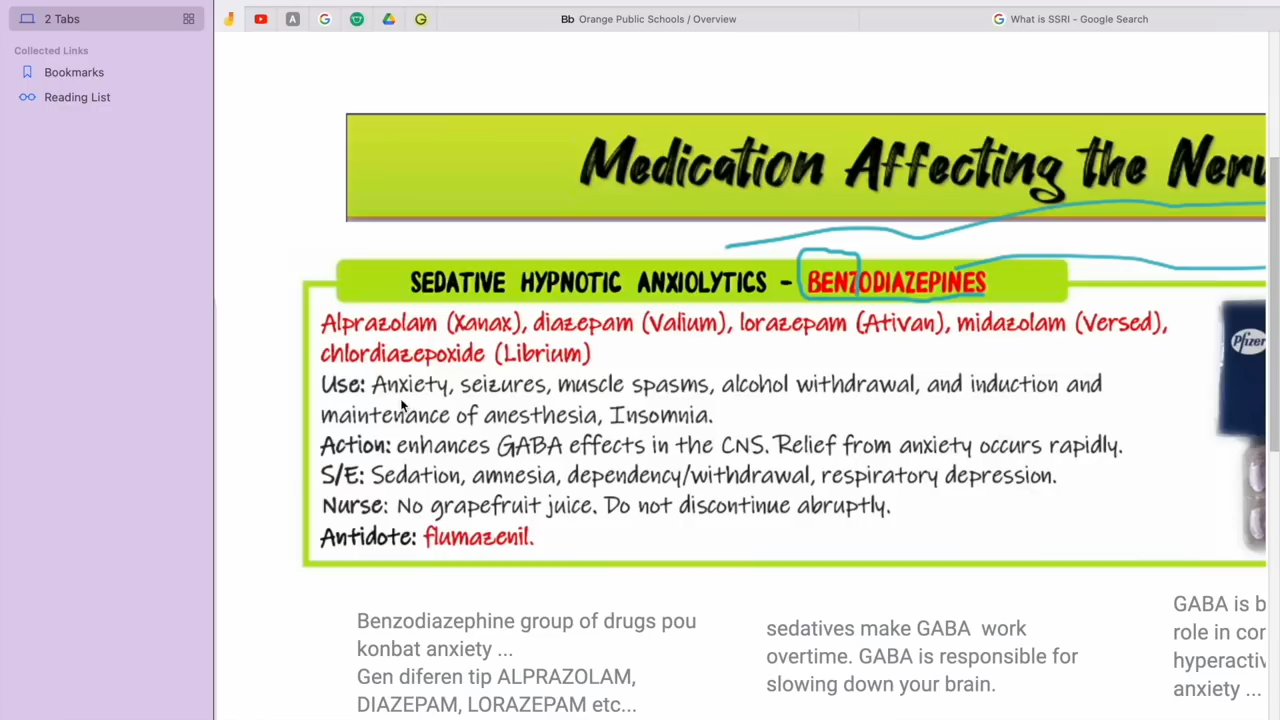 2 Tabs
Bb Orange Public Schools / Overview
What is SSRI - Google Search
Collected Links
Bookmarks
Reading List
Medication Affecting the
SEDATIVE HYPNOTIC ANXIOLYTICS - BENZODIAZEPINES
Alprazolam (Xanax), diazepam (Valium), lorazepam (Ativan), midazolam (Versed),
chlordiazepoxide (Librium)
Use: Anxiety, seizures, muscle spasms, alcohol withdrawal, and induction and
maintenance of anesthesia, Insomnia.
Action: enhances GABA effects in the CNS. Relief from anxiety occurs rapidly.
S/E: Sedation, amnesia, dependency/withdrawal, respiratory depression.
Nurse: No grapefruit juice. Do not discontinue abruptly.
Antidote: flumazenil.
Pfizer
Benzodiazephine group of drugs pou
konbat anxiety ...
Gen diferen tip ALPRAZOLAM,
DIAZEPAM, LORAZEPAM etc...
sedatives make GABA work
overtime. GABA is responsible for
slowing down your brain.
GABA is b
role in cor
hyperactiv
anxiety ...